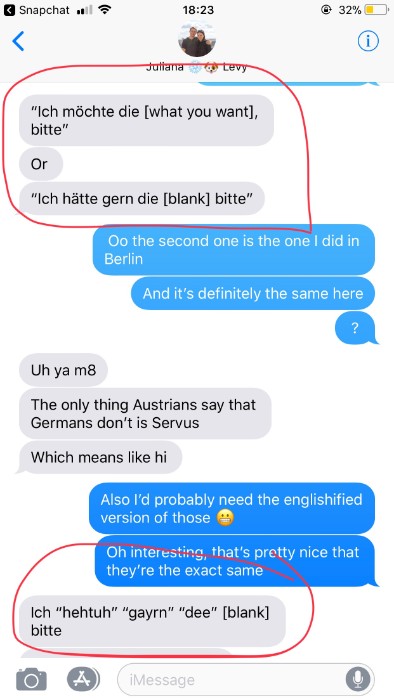 Snapchat 18:23 32%
Juliana Levy
“Ich möchte die [what you want],
bitte”
Or
“Ich hätte gern die [blank] bitte”
Oo the second one is the one I did in
Berlin
And it’s definitely the same here
?
Uh ya m8
The only thing Austrians say that
Germans don’t is Servus
Which means like hi
Also I’d probably need the englishified
version of those 😁
Oh interesting, that’s pretty nice that
they’re the exact same
Ich “hehtuh” “gayrn” “dee” [blank]
bitte
iMessage